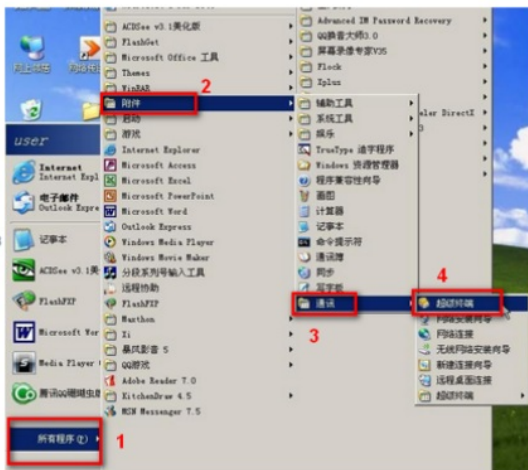 ACDSee v3.1美化版
FlashGet
Microsoft Office 工具
Themes
WinRAR
附件
启动
游戏
Internet Explorer
Microsoft Access
Microsoft Excel
Microsoft PowerPoint
Microsoft Word
Outlook Express
Windows Media Player
Windows Movie Maker
分段系列号输入工具
远程协助
FlashFXP
Maxthon
Xi
暴风影音 5
QQ游戏
Adobe Reader 7.0
KitchenDraw 4.5
MSN Messenger 7.5
2
Advanced IM Password Recovery
QQ换音大师3.0
屏幕录像专家V35
Flock
Xplus
辅助工具
系统工具
娱乐
TrueType 造字程序
Windows 资源管理器
程序兼容性向导
画图
计算器
记事本
命令提示符
通讯簿
同步
写字板
通讯
3
DirectX
4
超级终端
网络安装向导
网络连接
无线网络安装向导
新建连接向导
远程桌面连接
超级终端
user
Internet
Internet Expl
电子邮件
Outlook Expre
记事本
ACDSee v3.1美
FlashFXP
Microsoft Wor
Media Player
腾讯QQ珊瑚虫
所有程序(P)
1